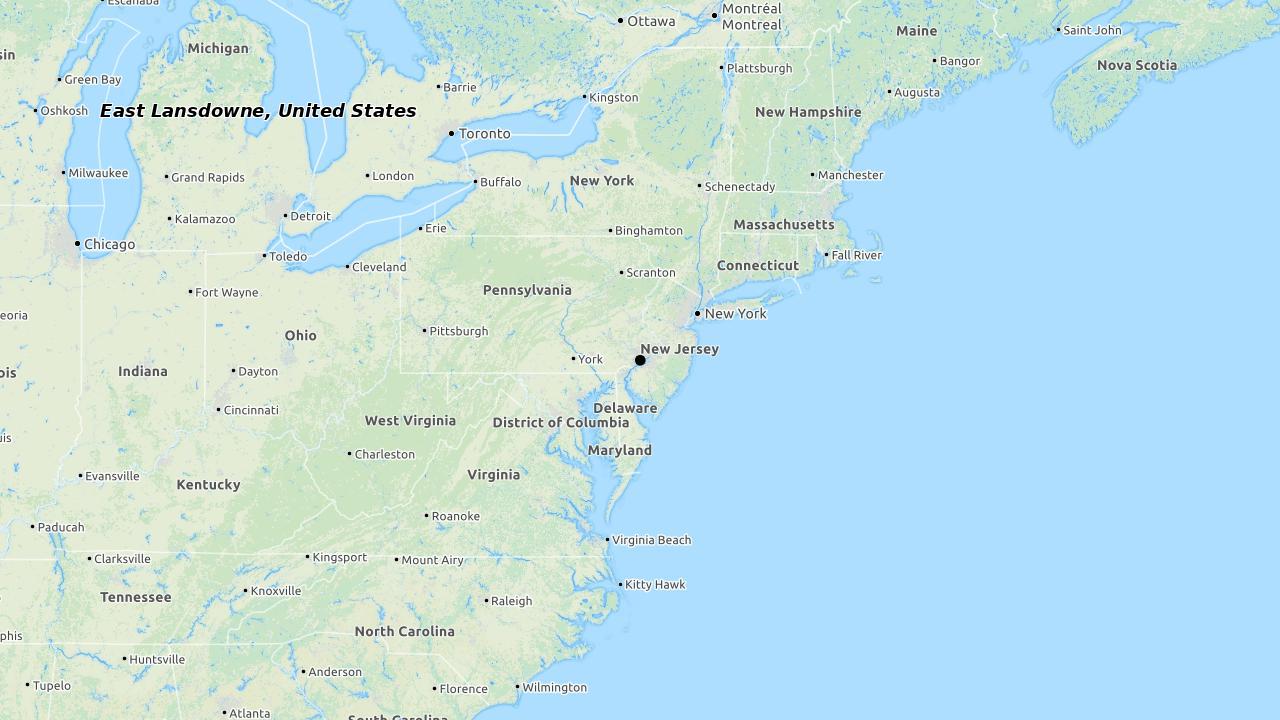 Escanaba
Ottawa
Montréal
Montreal
Maine
Saint John
Michigan
sin
Green Bay
Barrie
Plattsburgh
Bangor
Nova Scotia
Augusta
Kingston
Oshkosh
East Lansdowne, United States
New Hampshire
Toronto
Milwaukee
Grand Rapids
London
Buffalo
New York
Schenectady
Manchester
Kalamazoo
Detroit
Erie
Binghamton
Massachusetts
Chicago
Toledo
Cleveland
Scranton
Connecticut
Fall River
Fort Wayne
Pennsylvania
eoria
New York
Ohio
Pittsburgh
New Jersey
York
ois
Indiana
Dayton
Cincinnati
West Virginia
Delaware
District of Columbia
uis
Charleston
Maryland
Evansville
Kentucky
Virginia
Paducah
Roanoke
Virginia Beach
Clarksville
Kingsport
Mount Airy
Knoxville
Kitty Hawk
Tennessee
Raleigh
phis
North Carolina
Huntsville
Anderson
Tupelo
Florence
Wilmington
Atlanta
South Carolina